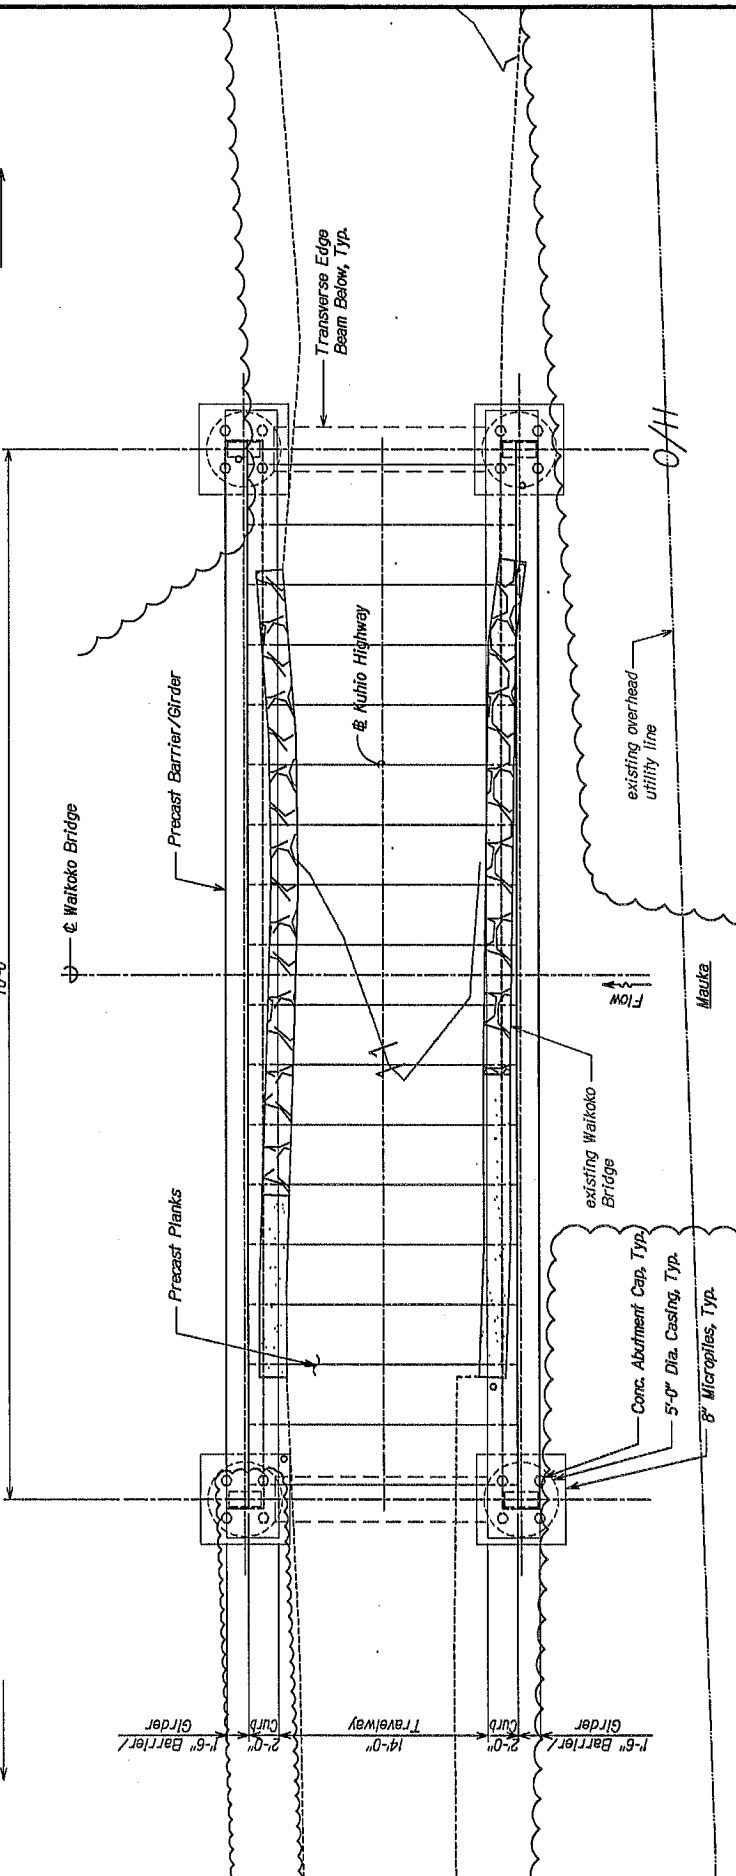 Transverse Edge
Beam Below, Typ.
O/H
Precast Barrier/Girder
℄ Kuhio Highway
existing overhead
utility line
℄ Waikoko Bridge
Flow
Mauka
existing Waikoko
Bridge
Precast Planks
Conc. Abutment Cap, Typ.
5'-0" Dia. Casing, Typ.
8" Micropiles, Typ.
1'-6" Barrier/
Girder
2'-0"
Curb
14'-0"
Travelway
2'-0"
Curb
1'-6" Barrier/
Girder